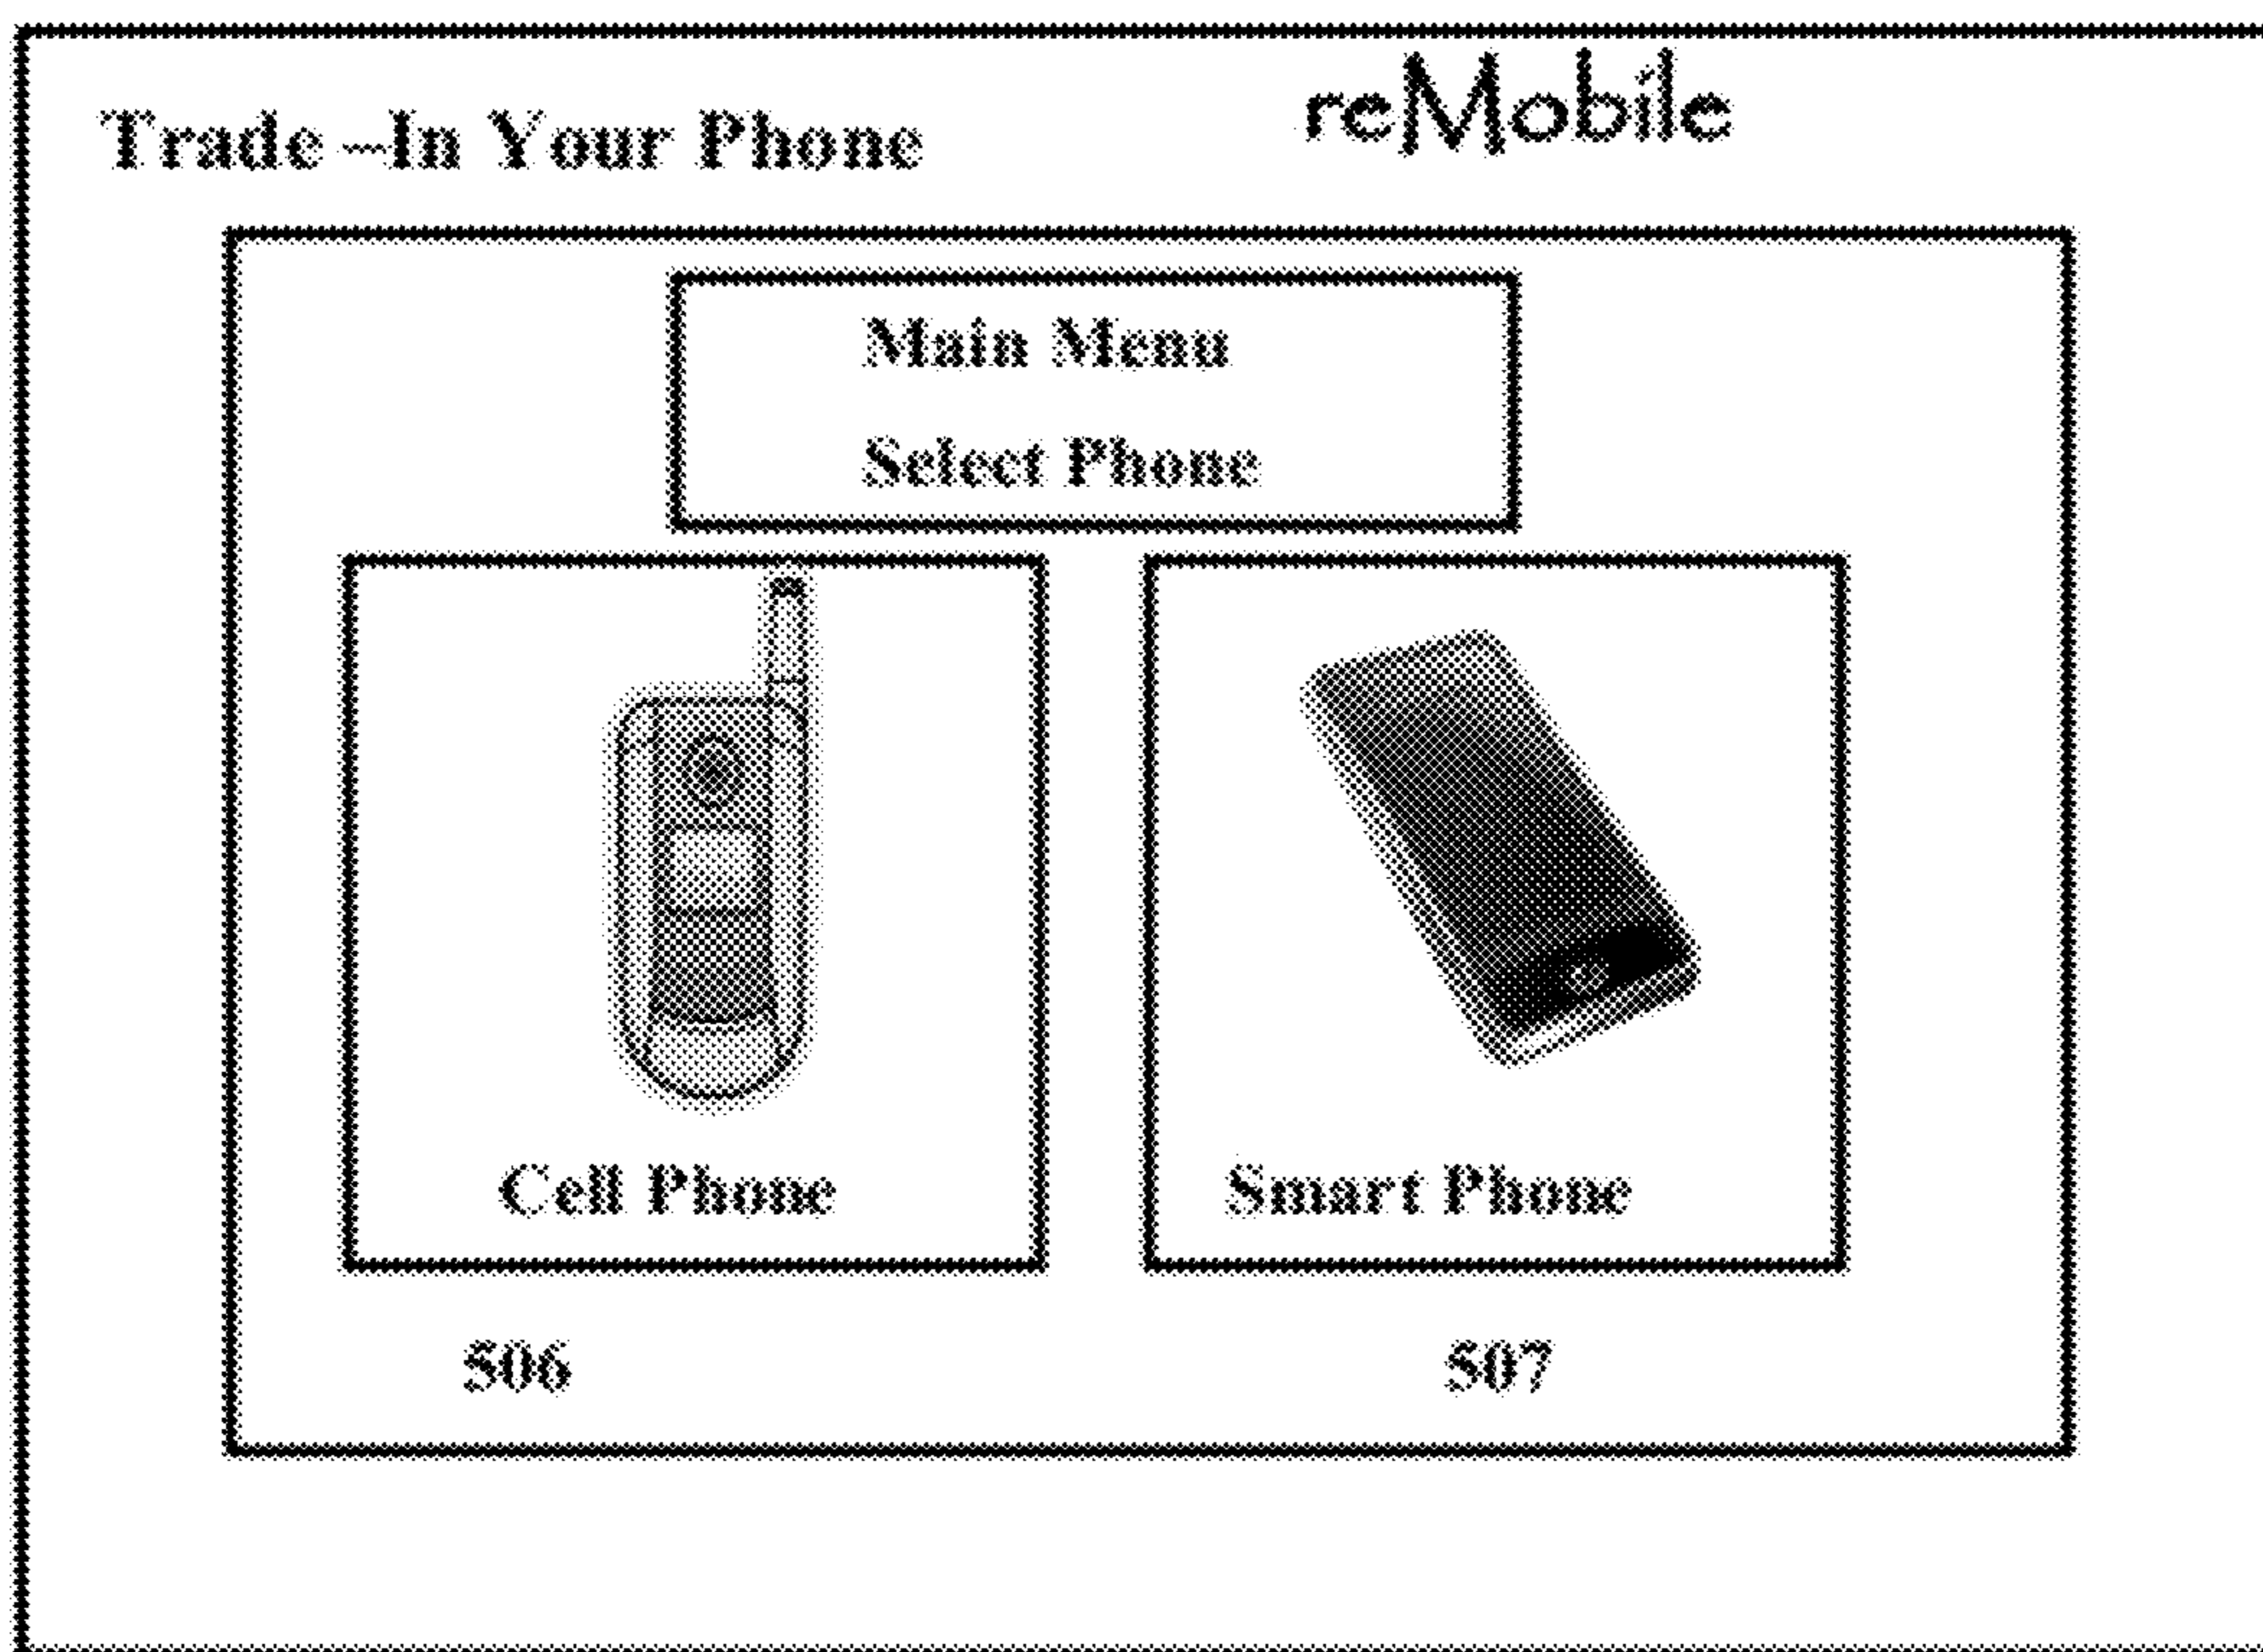 Trade –In Your Phone
reMobile
Main Menu
Select Phone
Cell Phone
Smart Phone
506
507